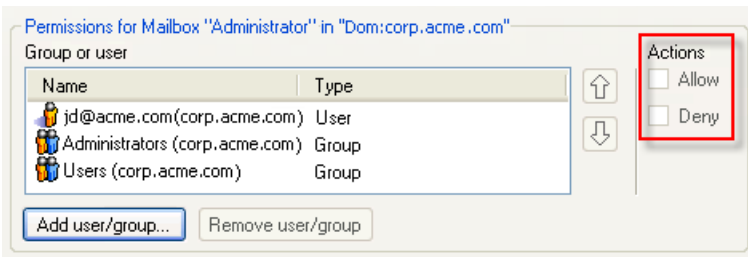 Permissions for Mailbox "Administrator" in "Dom:corp.acme.com"
Group or user
Actions
Name Type
Allow
jd@acme.com(corp.acme.com) User
Deny
Administrators (corp.acme.com) Group
Users (corp.acme.com) Group
Add user/group... Remove user/group